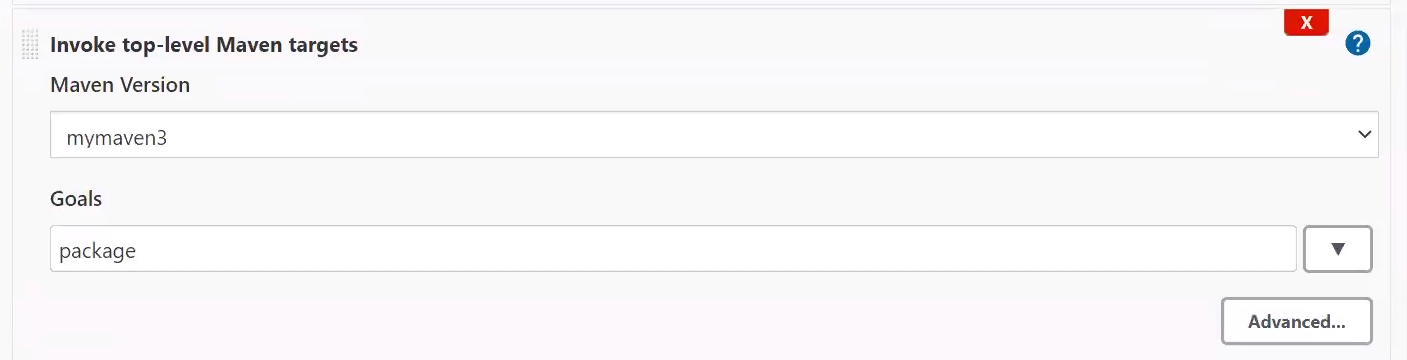 X
Invoke top-level Maven targets
?
Maven Version
mymaven3
Goals
package
Advanced...